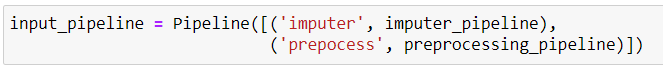 input_pipeline = Pipeline([('imputer', imputer_pipeline),
('prepocess', preprocessing_pipeline)])